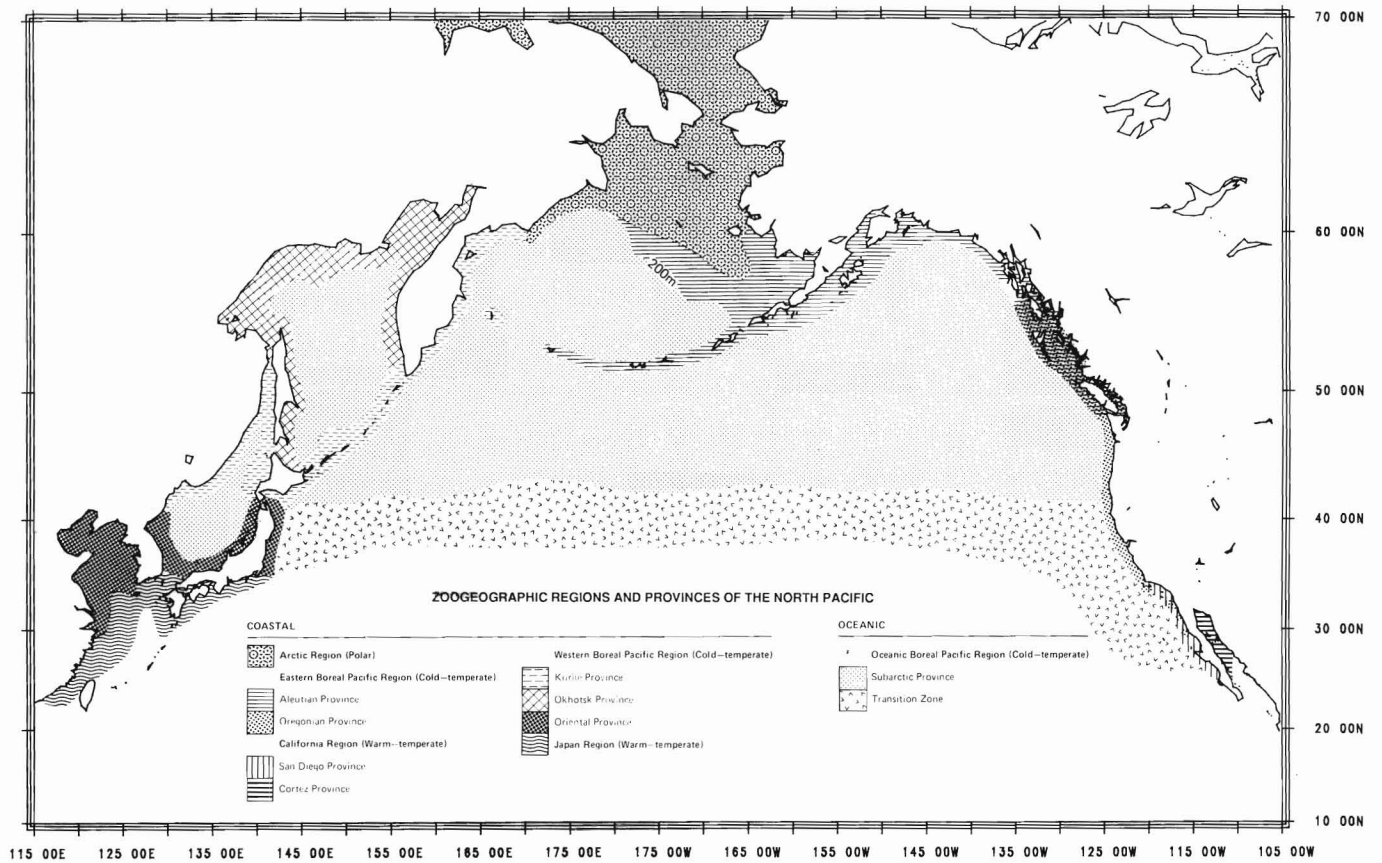 70 00N
60 00N
200m
50 00N
40 00N
ZOOGEOGRAPHIC REGIONS AND PROVINCES OF THE NORTH PACIFIC
30 00N
COASTAL
Arctic Region (Polar)
Eastern Boreal Pacific Region (Cold–temperate)
Aleutian Province
Oregonian Province
California Region (Warm–temperate)
San Diego Province
Cortez Province
Western Boreal Pacific Region (Cold–temperate)
Kurile Province
Okhotsk Province
Oriental Province
Japan Region (Warm–temperate)
OCEANIC
Oceanic Boreal Pacific Region (Cold–temperate)
Subarctic Province
Transition Zone
20 00N
10 00N
115 00E 125 00E 135 00E 145 00E 155 00E 165 00E 175 00E 175 00W 165 00W 155 00W 145 00W 135 00W 125 00W 115 00W 105 00W